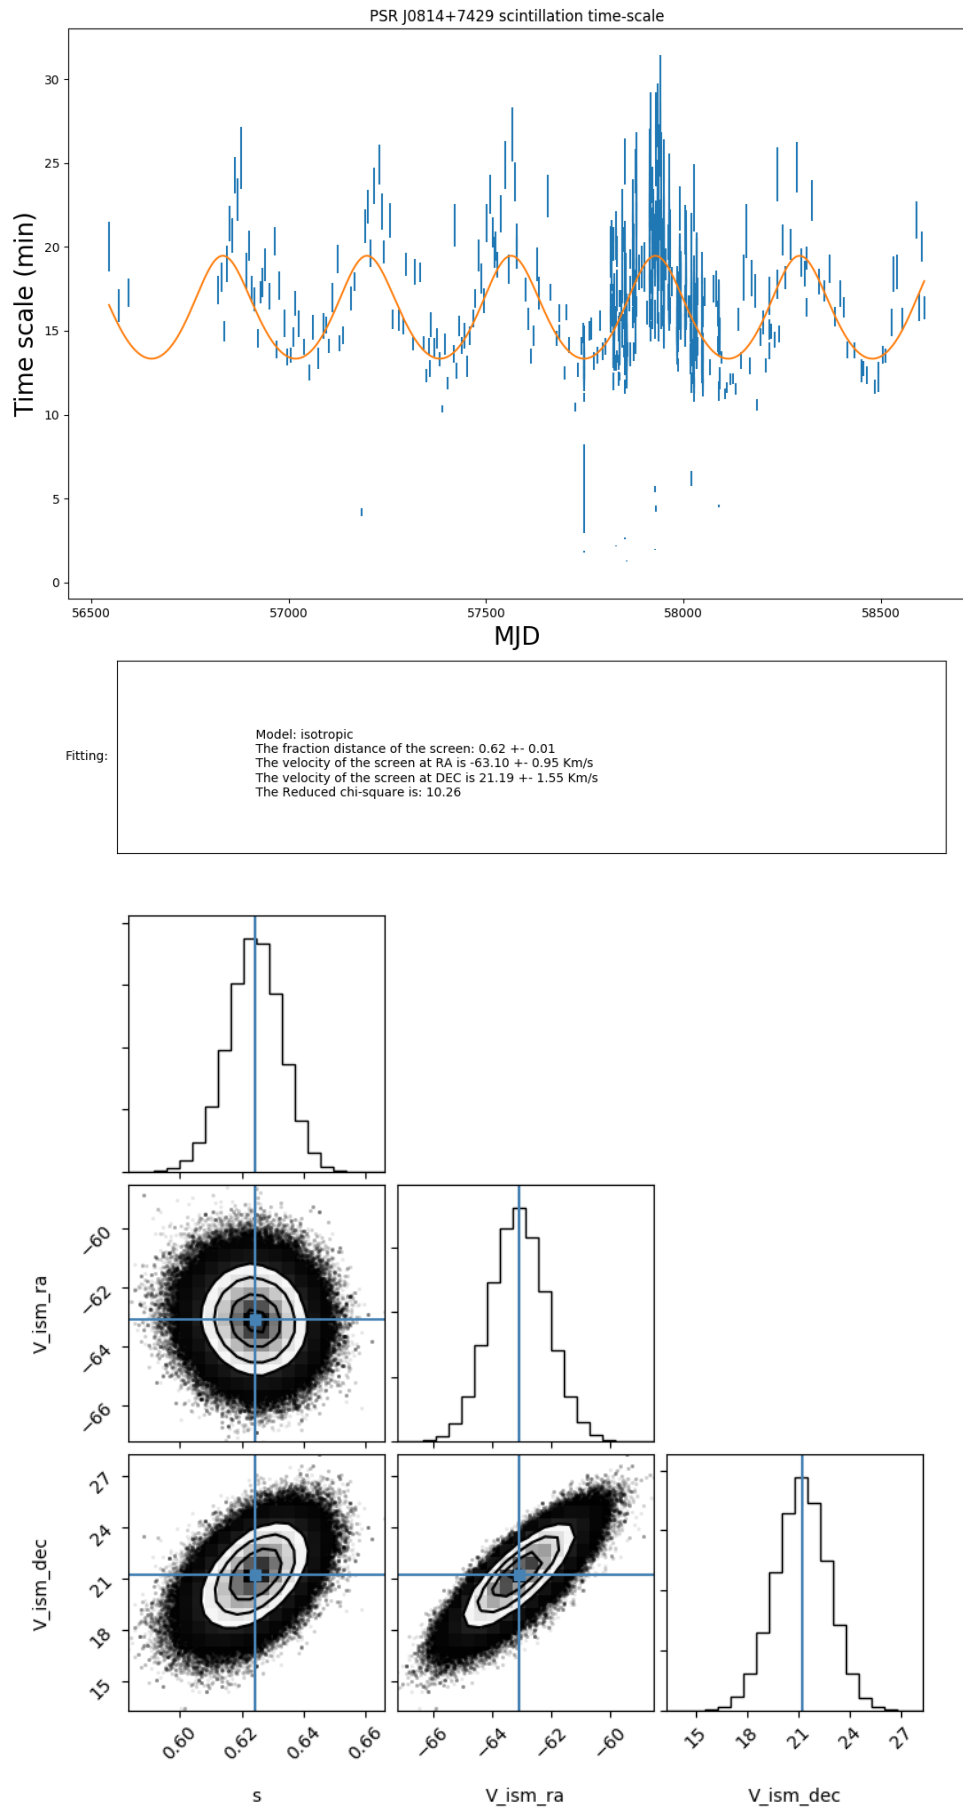 PSR J0814+7429 scintillation time-scale
30
25
20
15
10
5
0
Time scale (min)
56500 57000 57500 58000 58500
MJD
Fitting:
Model: isotropic
The fraction distance of the screen: 0.62 +- 0.01
The velocity of the screen at RA is -63.10 +- 0.95 Km/s
The velocity of the screen at DEC is 21.19 +- 1.55 Km/s
The Reduced chi-square is: 10.26
−60
−62
−64
−66
V_ism_ra
27
24
21
18
15
V_ism_dec
0.60 0.62 0.64 0.66 −66 −64 −62 −60 15 18 21 24 27
s V_ism_ra V_ism_dec